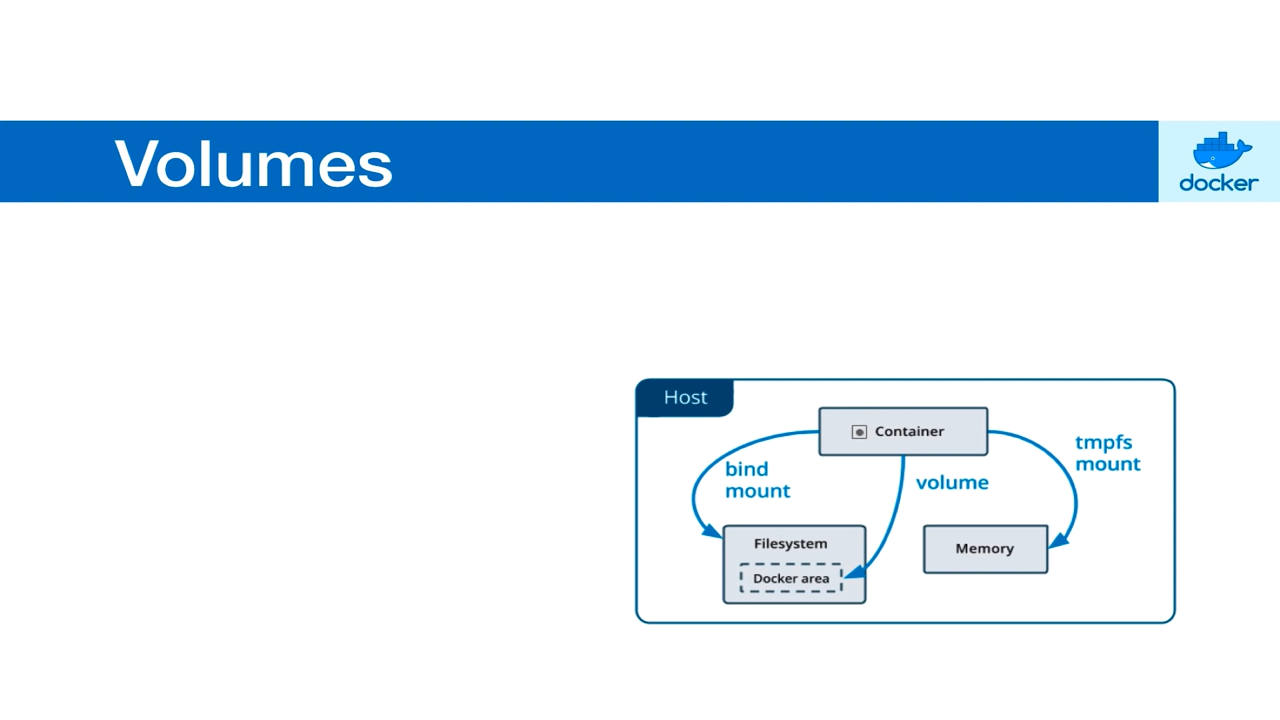 Volumes
docker
Host
Container
bind
mount
volume
tmpfs
mount
Filesystem
Docker area
Memory